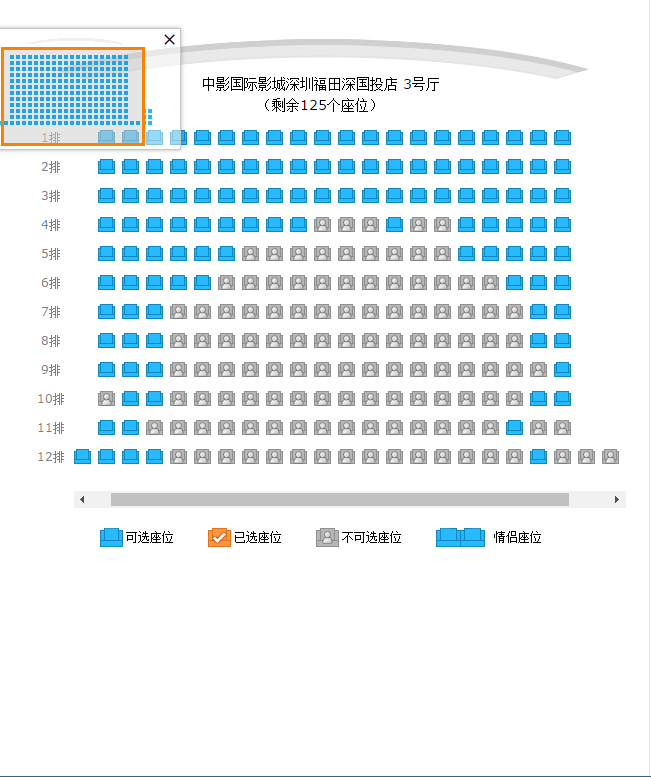 中影国际影城深圳福田深国投店 3号厅
（剩余125个座位）
1排
2排
3排
4排
5排
6排
7排
8排
9排
10排
11排
12排
可选座位 已选座位 不可选座位 情侣座位